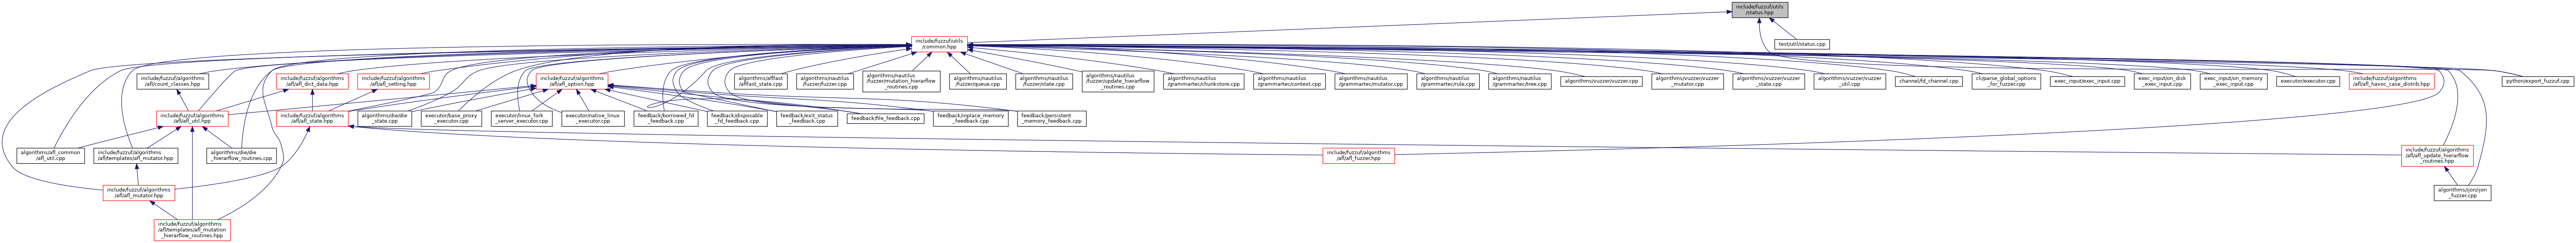 include/fuzzuf/utils
/status.hpp
include/fuzzuf/utils
/common.hpp
test/util/status.cpp
include/fuzzuf/algorithms
/afl/count_classes.hpp
include/fuzzuf/algorithms
/afl/afl_dict_data.hpp
include/fuzzuf/algorithms
/afl/afl_setting.hpp
include/fuzzuf/algorithms
/afl/afl_option.hpp
algorithms/aflfast
/aflfast_state.cpp
algorithms/nautilus
/fuzzer/fuzzer.cpp
algorithms/nautilus
/fuzzer/mutation_hierarflow
_routines.cpp
algorithms/nautilus
/fuzzer/queue.cpp
algorithms/nautilus
/fuzzer/state.cpp
algorithms/nautilus
/fuzzer/update_hierarflow
_routines.cpp
algorithms/nautilus
/grammartec/chunkstore.cpp
algorithms/nautilus
/grammartec/context.cpp
algorithms/nautilus
/grammartec/mutator.cpp
algorithms/nautilus
/grammartec/rule.cpp
algorithms/nautilus
/grammartec/tree.cpp
algorithms/vuzzer/vuzzer.cpp
algorithms/vuzzer/vuzzer
_mutator.cpp
algorithms/vuzzer/vuzzer
_state.cpp
algorithms/vuzzer/vuzzer
_util.cpp
channel/fd_channel.cpp
cli/parse_global_options
_for_fuzzer.cpp
exec_input/exec_input.cpp
exec_input/on_disk
_exec_input.cpp
exec_input/on_memory
_exec_input.cpp
executor/executor.cpp
include/fuzzuf/algorithms
/afl/afl_havoc_case_distrib.hpp
python/export_fuzzuf.cpp
include/fuzzuf/algorithms
/afl/afl_util.hpp
include/fuzzuf/algorithms
/afl/afl_state.hpp
algorithms/die/die
_state.cpp
executor/base_proxy
_executor.cpp
executor/linux_fork
_server_executor.cpp
executor/native_linux
_executor.cpp
feedback/borrowed_fd
_feedback.cpp
feedback/disposable
_fd_feedback.cpp
feedback/exit_status
_feedback.cpp
feedback/file_feedback.cpp
feedback/inplace_memory
_feedback.cpp
feedback/persistent
_memory_feedback.cpp
algorithms/afl_common
/afl_util.cpp
include/fuzzuf/algorithms
/afl/templates/afl_mutator.hpp
algorithms/die/die
_hierarflow_routines.cpp
include/fuzzuf/algorithms
/afl/afl_fuzzer.hpp
include/fuzzuf/algorithms
/afl/afl_update_hierarflow
_routines.hpp
include/fuzzuf/algorithms
/afl/afl_mutator.hpp
algorithms/ijon/ijon
_fuzzer.cpp
include/fuzzuf/algorithms
/afl/templates/afl_mutation
_hierarflow_routines.hpp